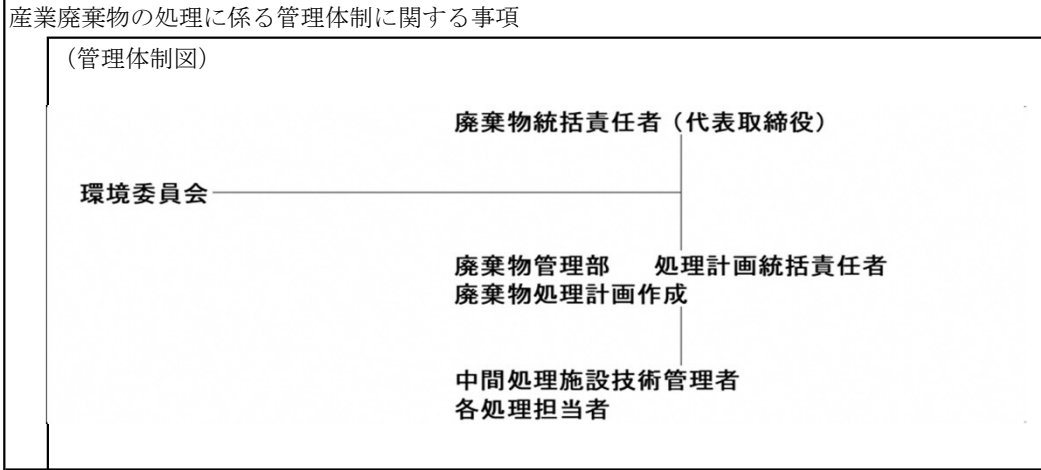 産業廃棄物の処理に係る管理体制に関する事項
（管理体制図）
廃棄物統括責任者（代表取締役）
環境委員会
廃棄物管理部　処理計画統括責任者
廃棄物処理計画作成
中間処理施設技術管理者
各処理担当者